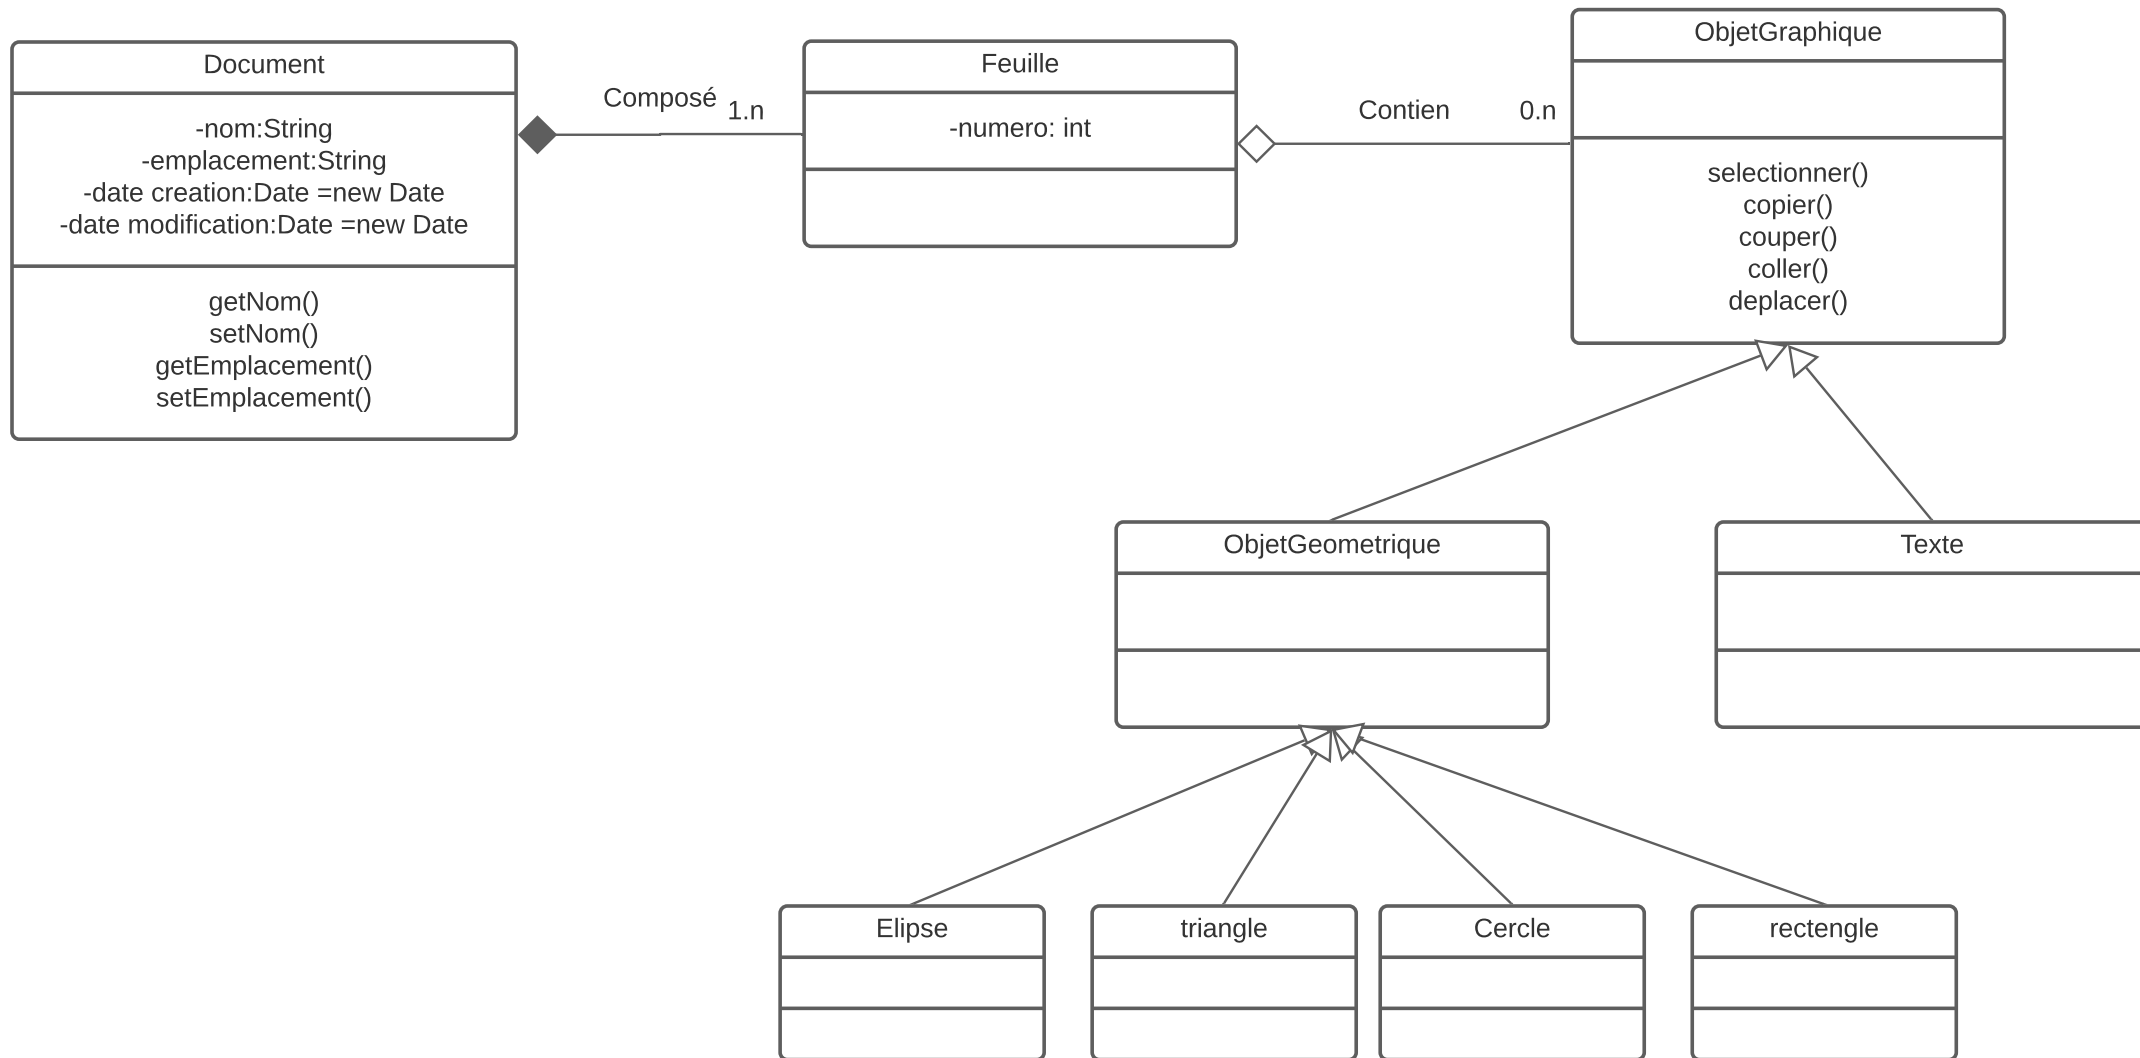 Document
-nom:String
-emplacement:String
-date creation:Date =new Date
-date modification:Date =new Date
getNom()
setNom()
getEmplacement()
setEmplacement()
Composé
1.n
Feuille
-numero: int
Contien
0.n
ObjetGraphique
selectionner()
copier()
couper()
coller()
deplacer()
ObjetGeometrique
Texte
Elipse
triangle
Cercle
rectengle